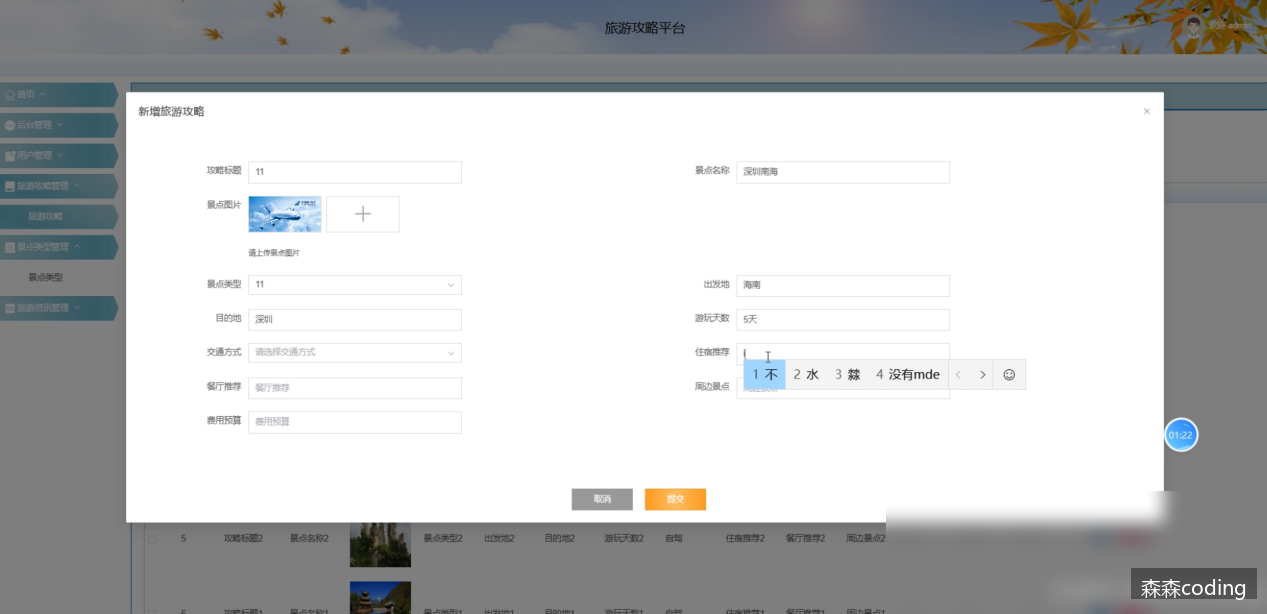 旅游攻略平台
欢迎 admin
首页
后台管理
用户管理
旅游攻略管理
旅游攻略
景点类型管理
景点类型
旅游资讯管理
新增旅游攻略
×
攻略标题 11
景点名称 深圳南海
景点图片
请上传景点图片
景点类型 11
出发地 海南
目的地 深圳
游玩天数 5天
交通方式 请选择交通方式
住宿推荐
1 不 2 水 3 䕭 4 没有mde
餐厅推荐 餐厅推荐
周边景点
费用预算 费用预算
01:22
取消 提交
5 攻略标题2 景点名称2 景点类型2 出发地2 目的地2 游玩天数2 自驾 住宿推荐2 餐厅推荐2 周边景点2
6 攻略标题1 景点名称1 景点类型1 出发地1 目的地1 游玩天数1 自驾 住宿推荐1 餐厅推荐1 周边景点1
森森coding